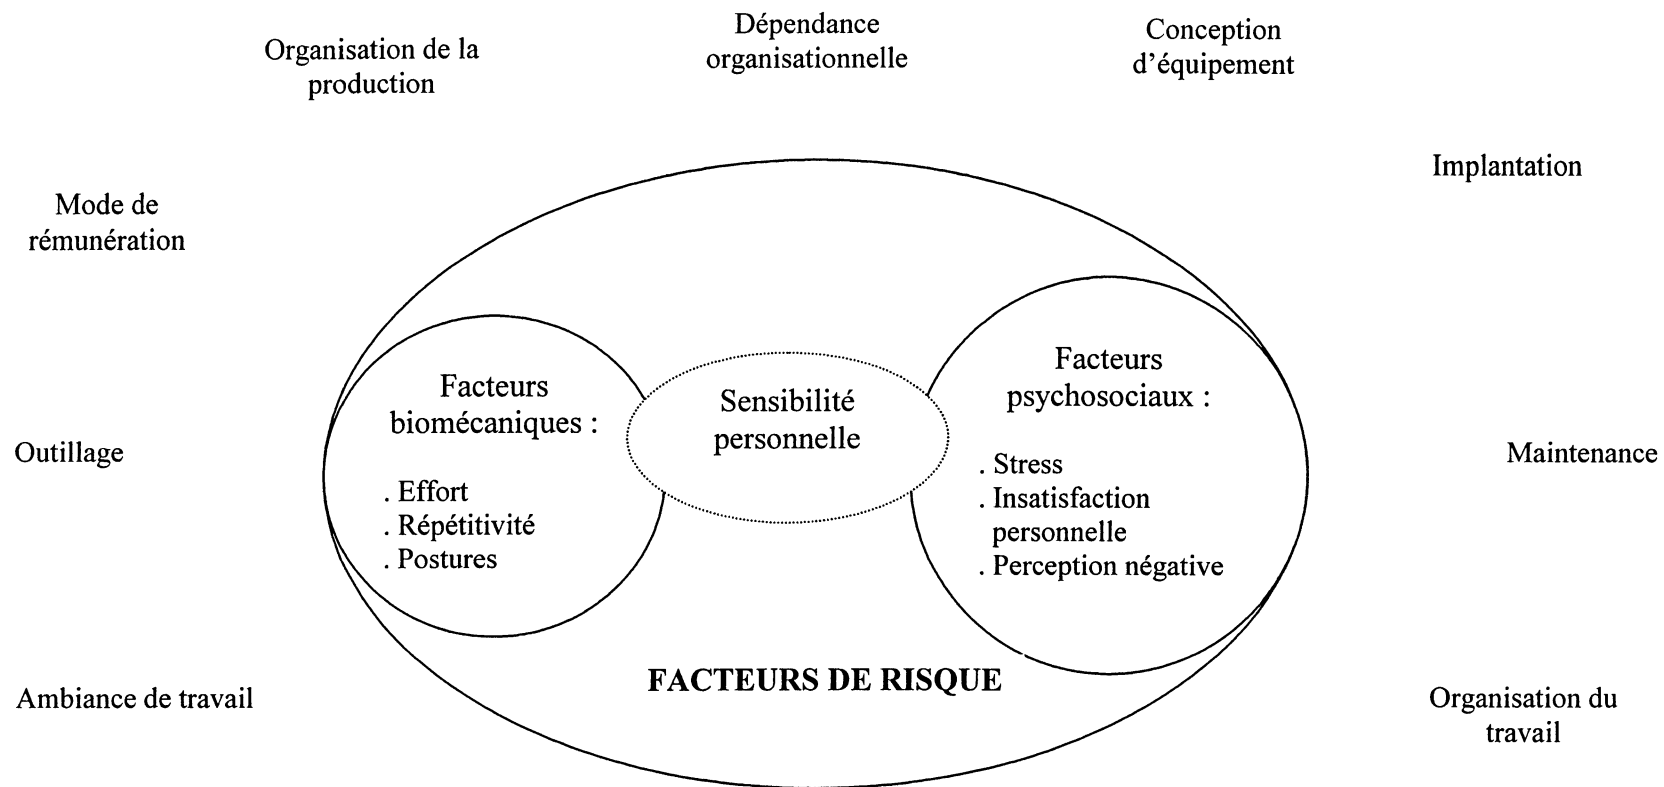 Dépendance
organisationnelle
Conception
d'équipement
Organisation de la
production
Implantation
Mode de
rémunération
Facteurs
biomécaniques :
. Effort
. Répétitivité
. Postures
Sensibilité
personnelle
Facteurs
psychosociaux :
. Stress
. Insatisfaction
personnelle
. Perception négative
Outillage
Maintenance
FACTEURS DE RISQUE
Ambiance de travail
Organisation du
travail